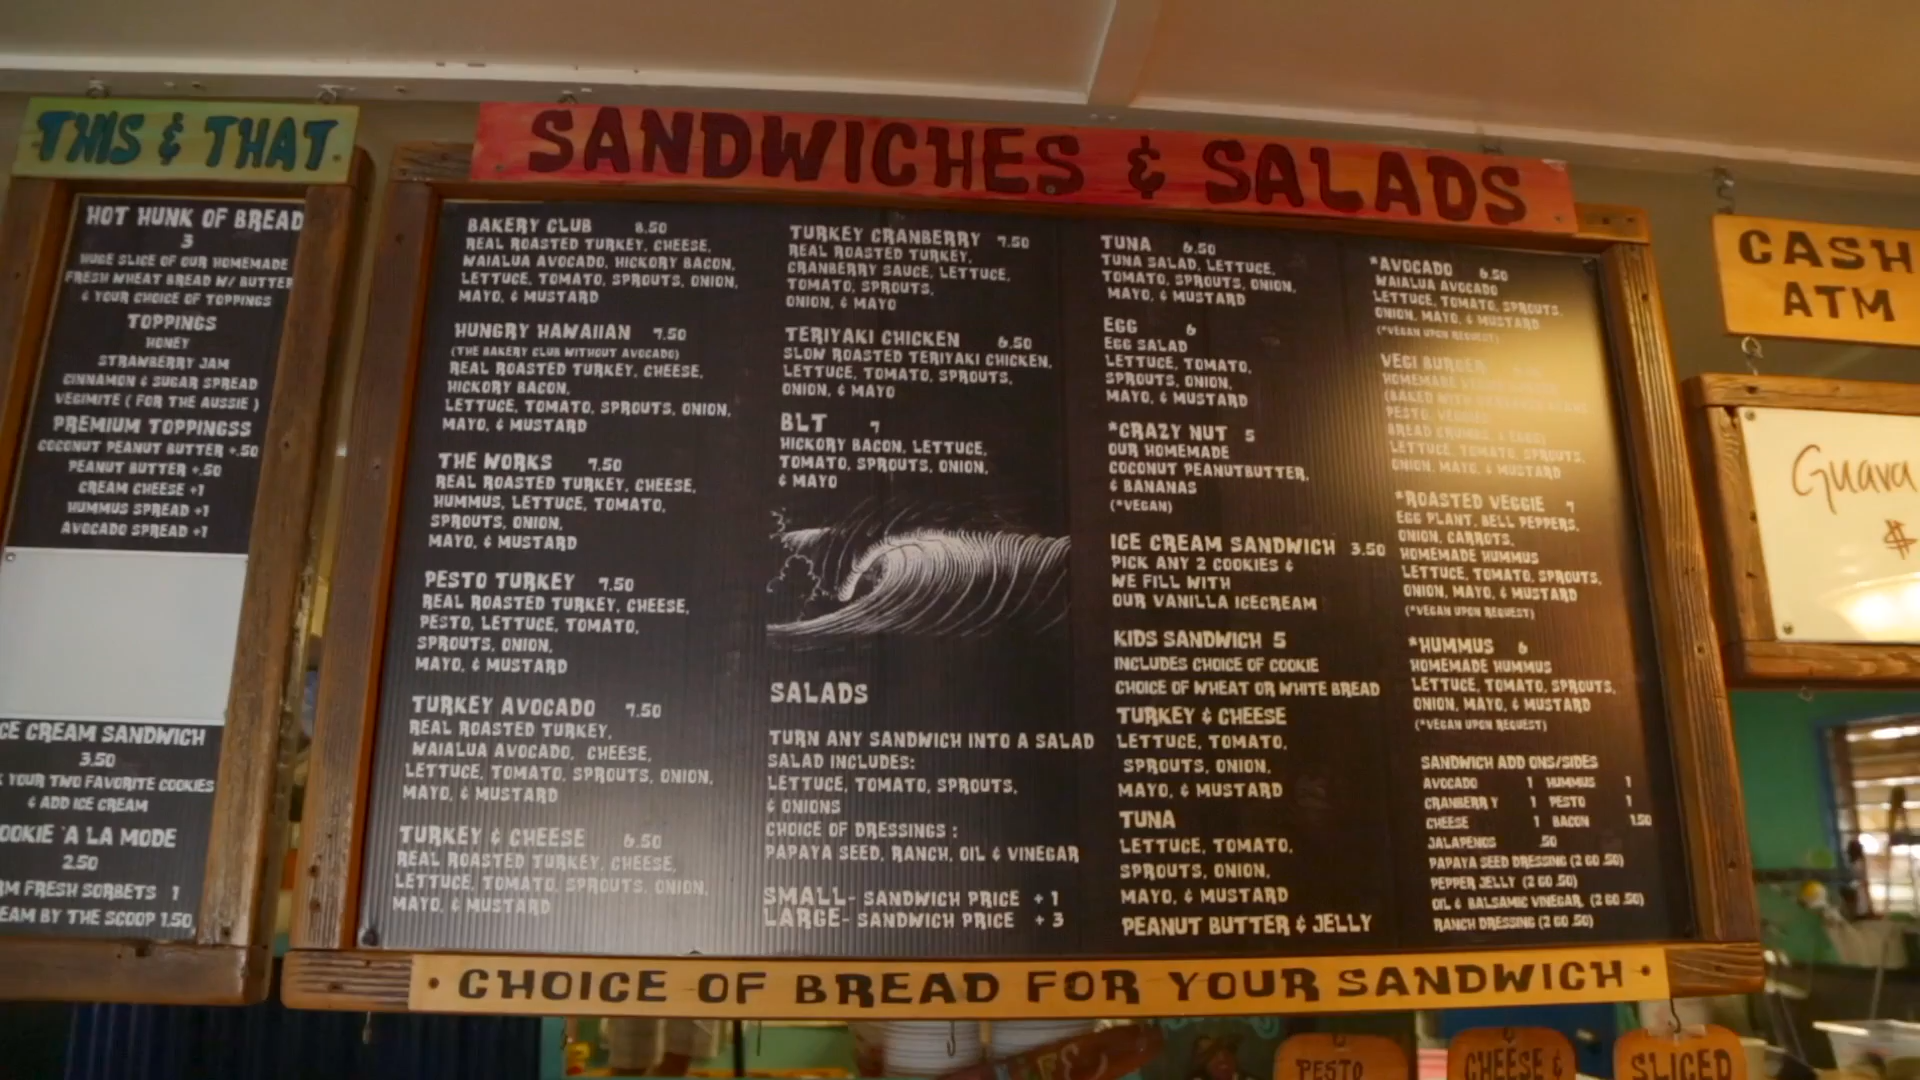 THIS & THAT
HOT HUNK OF BREAD
3
HUGE SLICE OF OUR HOMEMADE
FRESH WHEAT BREAD W/ BUTTER
& YOUR CHOICE OF TOPPINGS
TOPPINGS
HONEY
STRAWBERRY JAM
CINNAMON & SUGAR SPREAD
VEGIMITE ( FOR THE AUSSIE )
PREMIUM TOPPINGSS
COCONUT PEANUT BUTTER +.50
PEANUT BUTTER +.50
CREAM CHEESE +1
HUMMUS SPREAD +1
AVOCADO SPREAD +1
CE CREAM SANDWICH
3.50
YOUR TWO FAVORITE COOKIES
& ADD ICE CREAM
OOKIE 'A LA MODE
2.50
RM FRESH SORBETS 1
EAM BY THE SCOOP 1.50
SANDWICHES & SALADS
BAKERY CLUB 8.50
REAL ROASTED TURKEY, CHEESE,
WAIALUA AVOCADO, HICKORY BACON,
LETTUCE, TOMATO, SPROUTS, ONION,
MAYO, & MUSTARD
HUNGRY HAWAIIAN 7.50
(THE BAKERY CLUB WITHOUT AVOCADO)
REAL ROASTED TURKEY, CHEESE,
HICKORY BACON,
LETTUCE, TOMATO, SPROUTS, ONION,
MAYO, & MUSTARD
THE WORKS 7.50
REAL ROASTED TURKEY, CHEESE,
HUMMUS, LETTUCE, TOMATO,
SPROUTS, ONION,
MAYO, & MUSTARD
PESTO TURKEY 7.50
REAL ROASTED TURKEY, CHEESE,
PESTO, LETTUCE, TOMATO,
SPROUTS, ONION,
MAYO, & MUSTARD
TURKEY AVOCADO 7.50
REAL ROASTED TURKEY,
WAIALUA AVOCADO, CHEESE,
LETTUCE, TOMATO, SPROUTS, ONION,
MAYO, & MUSTARD
TURKEY & CHEESE 6.50
REAL ROASTED TURKEY, CHEESE,
LETTUCE, TOMATO, SPROUTS, ONION,
MAYO, & MUSTARD
TURKEY CRANBERRY 7.50
REAL ROASTED TURKEY,
CRANBERRY SAUCE, LETTUCE,
TOMATO, SPROUTS,
ONION, & MAYO
TERIYAKI CHICKEN 6.50
SLOW ROASTED TERIYAKI CHICKEN,
LETTUCE, TOMATO, SPROUTS,
ONION, & MAYO
BLT 7
HICKORY BACON, LETTUCE,
TOMATO, SPROUTS, ONION,
& MAYO
SALADS
TURN ANY SANDWICH INTO A SALAD
SALAD INCLUDES:
LETTUCE, TOMATO, SPROUTS,
& ONIONS
CHOICE OF DRESSINGS :
PAPAYA SEED, RANCH, OIL & VINEGAR
SMALL- SANDWICH PRICE + 1
LARGE- SANDWICH PRICE + 3
TUNA 6.50
TUNA SALAD, LETTUCE,
TOMATO, SPROUTS, ONION,
MAYO, & MUSTARD
EGG 6
EGG SALAD
LETTUCE, TOMATO,
SPROUTS, ONION,
MAYO, & MUSTARD
*CRAZY NUT 5
OUR HOMEMADE
COCONUT PEANUTBUTTER,
& BANANAS
(*VEGAN)
ICE CREAM SANDWICH 3.50
PICK ANY 2 COOKIES &
WE FILL WITH
OUR VANILLA ICECREAM
KIDS SANDWICH 5
INCLUDES CHOICE OF COOKIE
CHOICE OF WHEAT OR WHITE BREAD
TURKEY & CHEESE
LETTUCE, TOMATO,
SPROUTS, ONION,
MAYO, & MUSTARD
TUNA
LETTUCE, TOMATO,
SPROUTS, ONION,
MAYO, & MUSTARD
PEANUT BUTTER & JELLY
*AVOCADO 6.50
WAIALUA AVOCADO
LETTUCE, TOMATO, SPROUTS,
ONION, MAYO, & MUSTARD
(*VEGAN UPON REQUEST)
VEGI BURGER
HOMEMADE
PESTO,
BREAD CRUMBS, & EGGS)
LETTUCE, TOMATO, SPROUTS,
ONION, MAYO, & MUSTARD
*ROASTED VEGGIE 7
EGG PLANT, BELL PEPPERS,
ONION, CARROTS,
HOMEMADE HUMMUS
LETTUCE, TOMATO, SPROUTS,
ONION, MAYO, & MUSTARD
(*VEGAN UPON REQUEST)
*HUMMUS 6
HOMEMADE HUMMUS
LETTUCE, TOMATO, SPROUTS,
ONION, MAYO, & MUSTARD
(*VEGAN UPON REQUEST)
SANDWICH ADD ONS/SIDES
AVOCADO 1 HUMMUS 1
CRANBERRY 1 PESTO 1
CHEESE 1 BACON 1.50
JALAPENOS .50
PAPAYA SEED DRESSING (2 GO .50)
PEPPER JELLY (2 GO .50)
OIL & BALSAMIC VINEGAR, (2 GO .50)
RANCH DRESSING (2 GO .50)
CHOICE OF BREAD FOR YOUR SANDWICH
CASH
ATM
Guava
$
PESTO
CHEESE &
SLICED